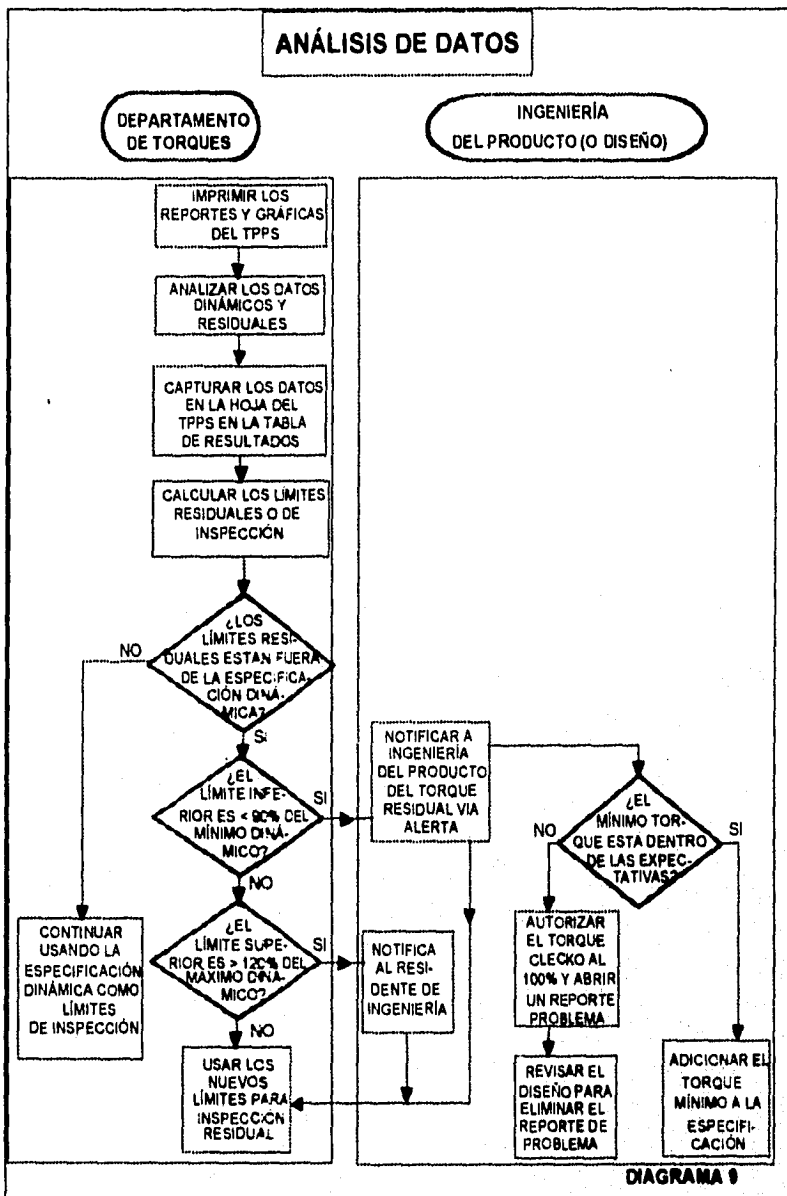 ANÁLISIS DE DATOS
DEPARTAMENTO
DE TORQUES
INGENIERÍA
DEL PRODUCTO (O DISEÑO)
IMPRIMIR LOS
REPORTES Y GRÁFICAS
DEL TPPS
ANALIZAR LOS DATOS
DINÁMICOS Y
RESIDUALES
CAPTURAR LOS DATOS
EN LA HOJA DEL
TPPS EN LA TABLA
DE RESULTADOS
CALCULAR LOS LÍMITES
RESIDUALES O DE
INSPECCIÓN
¿LOS
LÍMITES RESI-
DUALES ESTAN FUERA
DE LA ESPECIFICA-
CIÓN DINÁ-
MICA?
NO
SI
¿EL
LÍMITE INFE-
RIOR ES < 90% DEL
MÍNIMO DINÁ-
MICO?
SI
NO
NOTIFICAR A
INGENIERÍA
DEL PRODUCTO
DEL TORQUE
RESIDUAL VIA
ALERTA
¿EL
MÍNIMO TOR-
QUE ESTA DENTRO
DE LAS EXPEC-
TATIVAS?
NO
SI
CONTINUAR
USANDO LA
ESPECIFICACIÓN
DINÁMICA COMO
LÍMITES
DE INSPECCIÓN
¿EL
LÍMITE SUPE-
RIOR ES > 120% DEL
MÁXIMO DINÁ-
MICO?
SI
NO
NOTIFICA
AL RESI-
DENTE DE
INGENIERÍA
AUTORIZAR
EL TORQUE
CLECKO AL
100% Y ABRIR
UN REPORTE
PROBLEMA
USAR LOS
NUEVOS
LÍMITES PARA
INSPECCIÓN
RESIDUAL
REVISAR EL
DISEÑO PARA
ELIMINAR EL
REPORTE DE
PROBLEMA
ADICIONAR EL
TORQUE
MÍNIMO A LA
ESPECIFI-
CACIÓN
DIAGRAMA 9